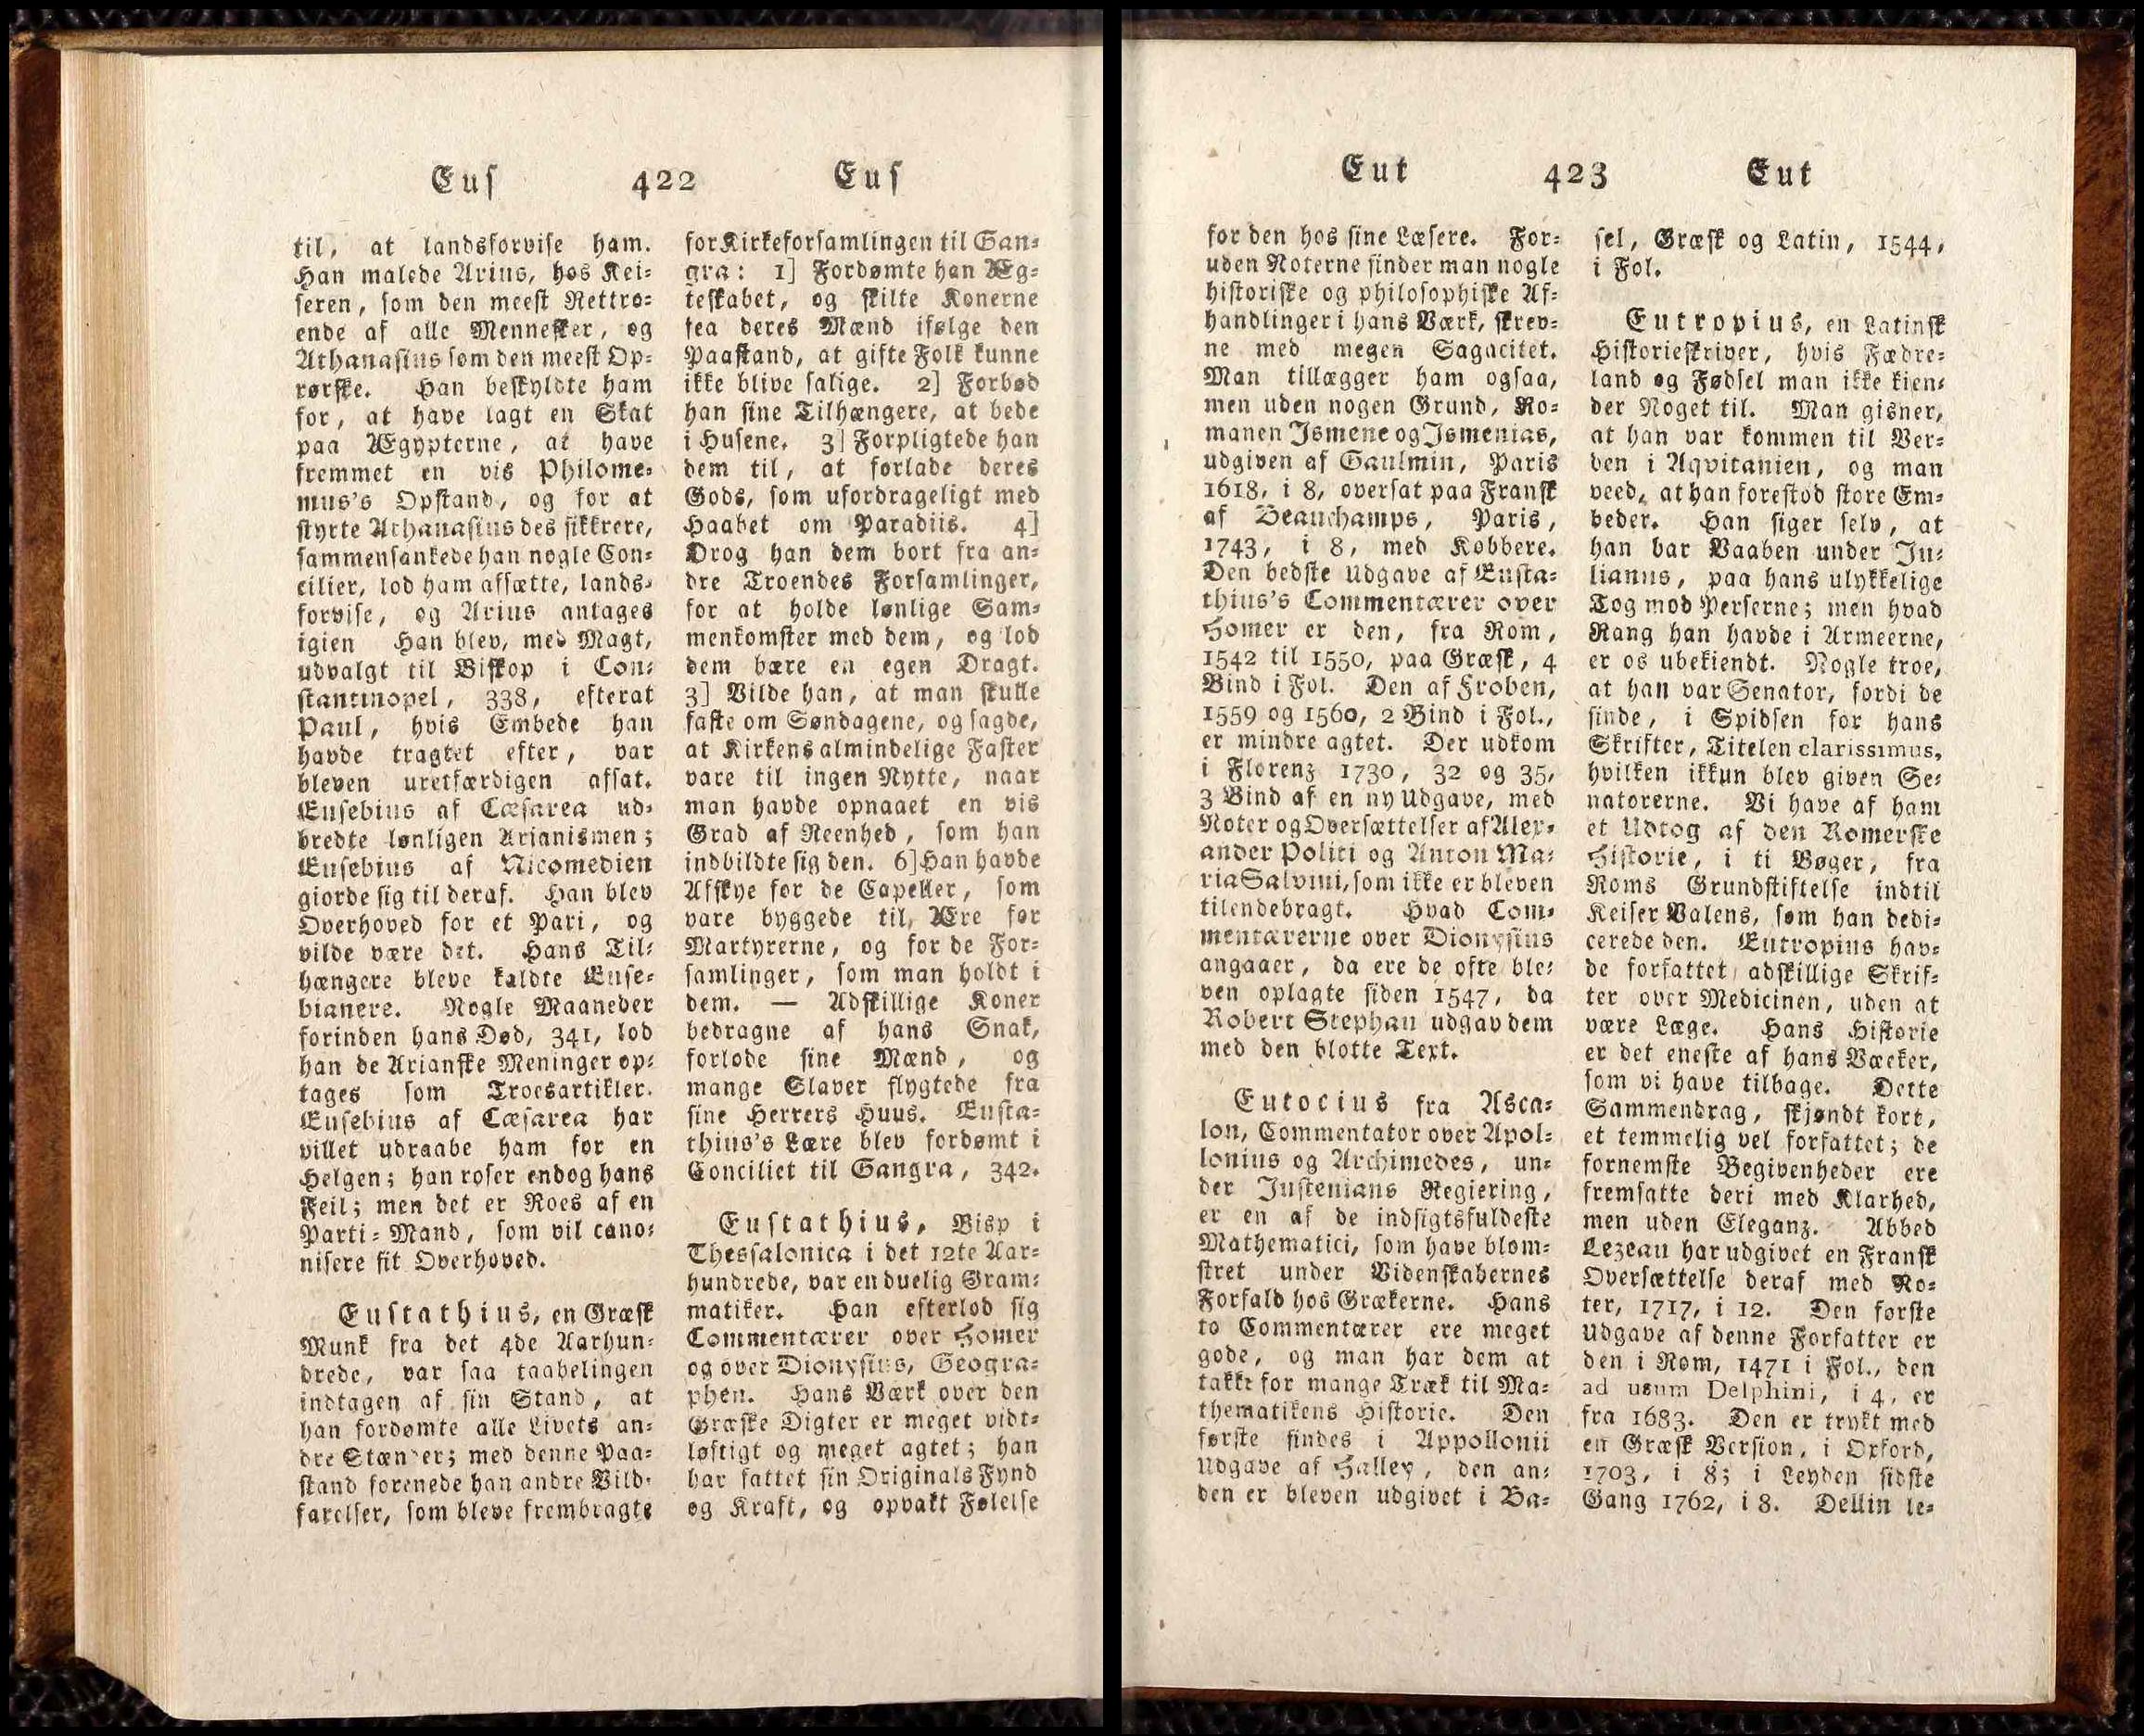 Eus 422 Eus
til, at landsforvise ham.
Han malede Arius, hos Kei-
seren, som den meest Rettro-
ende af alle Mennesker, og
Athanasius som den meest Op-
rørske. Han beskyldte ham
for, at have lagt en Skat
paa Ægypterne, at have
fremmet en vis Philome-
mus's Opstand, og for at
styrte Athanasius des sikkrere,
sammensankede han nogle Con-
cilier, lod ham afsætte, lands-
forvise, og Arius antages
igien Han blev, med Magt,
udvalgt til Biskop i Con-
stantinopel, 338, efterat
Paul, hvis Embede han
havde tragtet efter, var
bleven uretfærdigen afsat.
Eusebius af Cæsarea ud-
bredte lønligen Arianismen;
Eusebius af Nicomedien
giorde sig til deraf. Han blev
Overhoved for et Pari, og
vilde være det. Hans Til-
hængere bleve kaldte Euse-
bianere. Nogle Maaneder
forinden hans Død, 341, lod
han de Arianske Meninger op-
tages som Troesartikler.
Eusebius af Cæsarea har
villet udraabe ham for en
Helgen; han roser endog hans
Feil; men det er Roes af en
Parti-Mand, som vil cano-
nisere sit Overhoved.
Eustathius, en Græsk
Munk fra det 4de Aarhun-
drede, var saa taabelingen
indtagen af sin Stand, at
han fordømte alle Livets an-
dre Stænder; med denne Paa-
stand forenede han andre Vild-
farelser, som bleve frembragte
for Kirkeforsamlingen til Gan-
gra: 1] Fordømte han Æg-
teskabet, og skilte Konerne
fra deres Mænd ifølge den
Paastand, at gifte Folk kunne
ikke blive salige. 2] Forbød
han sine Tilhængere, at bede
i Husene. 3] Forpligtede han
dem til, at forlade deres
Gods, som ufordrageligt med
Haabet om Paradiis. 4]
Drog han dem bort fra an-
dre Troendes Forsamlinger,
for at holde lønlige Sam-
menkomster med dem, og lod
dem bære en egen Dragt.
3] Vilde han, at man skulle
faste om Søndagene, og sagde,
at Kirkens almindelige Faster
vare til ingen Nytte, naar
man havde opnaaet en vis
Grad af Reenhed, som han
indbildte sig den. 6] Han havde
Afskye for de Capeller, som
vare byggede til Ære for
Martyrerne, og for de For-
samlinger, som man holdt i
dem. — Adskillige Koner
bedragne af hans Snak,
forlode sine Mænd, og
mange Slaver flygtede fra
sine Herrers Huus. Eusta-
thius's Lære blev fordømt i
Conciliet til Gangra, 342.
Eustathius, Bisp i
Thessalonica i det 12te Aar-
hundrede, var en duelig Gram-
matiker. Han efterlod sig
Commentærer over Homer
og over Dionysius, Geogra-
phen. Hans Værk over den
Græske Digter er meget vidt-
løftigt og meget agtet; han
har fattet sin Originals Fynd
og Kraft, og opvakt Følelse
Eut 423 Eut
for den hos sine Læsere. For-
uden Noterne finder man nogle
historiske og philosophiske Af-
handlinger i hans Værk, skrev-
ne med megen Sagacitet.
Man tillægger ham ogsaa,
men uden nogen Grund, Ro-
manen Ismene og Ismenias,
udgiven af Gaulmin, Paris
1618, i 8, oversat paa Fransk
af Beauchamps, Paris,
1743, i 8, med Kobbere.
Den bedste Udgave af Eusta-
thius's Commentærer over
Homer er den, fra Rom,
1542 til 1550, paa Græsk, 4
Bind i Fol. Den af Froben,
1559 og 1560, 2 Bind i Fol.,
er mindre agtet. Der udkom
i Florenz 1730, 32 og 35,
3 Bind af en ny Udgave, med
Noter og Oversættelser af Alex-
ander Politi og Anton Ma-
ria Salvini, som ikke er bleven
tilendebragt. Hvad Com-
mentærerne over Dionysius
angaaer, da ere de ofte ble-
ven oplagte siden 1547, da
Robert Stephan udgav dem
med den blotte Text.
Eutocius fra Asca-
lon, Commentator over Apol-
lonius og Archimedes, un-
der Justenians Regiering,
er en af de indsigtsfuldeste
Mathematici, som have blom-
stret under Videnskabernes
Forfald hos Grækerne. Hans
to Commentærer ere meget
gode, og man har dem at
takke for mange Træk til Ma-
thematikens Historie. Den
første findes i Appollonii
Udgave af Halley, den an-
den er bleven udgivet i Ba-
sel, Græsk og Latin, 1544,
i Fol.
Eutropius, en Latinsk
Historieskriver, hvis Fædre-
land og Fødsel man ikke kien-
der Noget til. Man gisner,
at han var kommen til Ver-
den i Aqvitanien, og man
veed, at han forestod store Em-
beder. Han siger selv, at
han bar Vaaben under Ju-
lianus, paa hans ulykkelige
Tog mod Perserne; men hvad
Rang han havde i Armeerne,
er os ubekiendt. Nogle troe,
at han var Senator, fordi de
finde, i Spidsen for hans
Skrifter, Titelen clarissimus,
hvilken ikkun blev given Se-
natorerne. Vi have af ham
et Udtog af den Romerske
Historie, i ti Bøger, fra
Roms Grundstiftelse indtil
Keiser Valens, som han dedi-
cerede den. Eutropius hav-
de forfattet adskillige Skrif-
ter over Medicinen, uden at
være Læge. Hans Historie
er det eneste af hans Væcker,
som vi have tilbage. Dette
Sammendrag, skjøndt kort,
et temmelig vel forfattet; de
fornemste Begivenheder ere
fremsatte deri med Klarhed,
men uden Eleganz. Abbed
Lezeau har udgivet en Fransk
Oversættelse deraf med No-
ter, 1717, i 12. Den første
Udgave af denne Forfatter er
den i Rom, 1471 i Fol., den
ad usum Delphini, i 4, er
fra 1683. Den er trykt med
en Græsk Version, i Oxford,
1703, i 8; i Leyden sidste
Gang 1762, i 8. Dellin le-